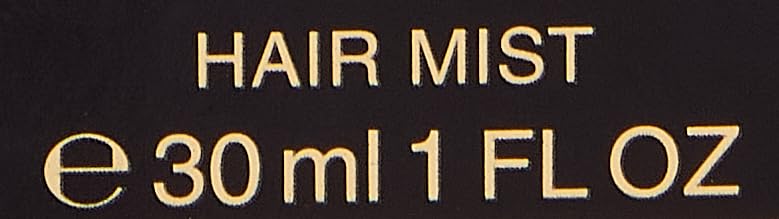 HAIR MIST
℮ 30 ml 1 FL OZ